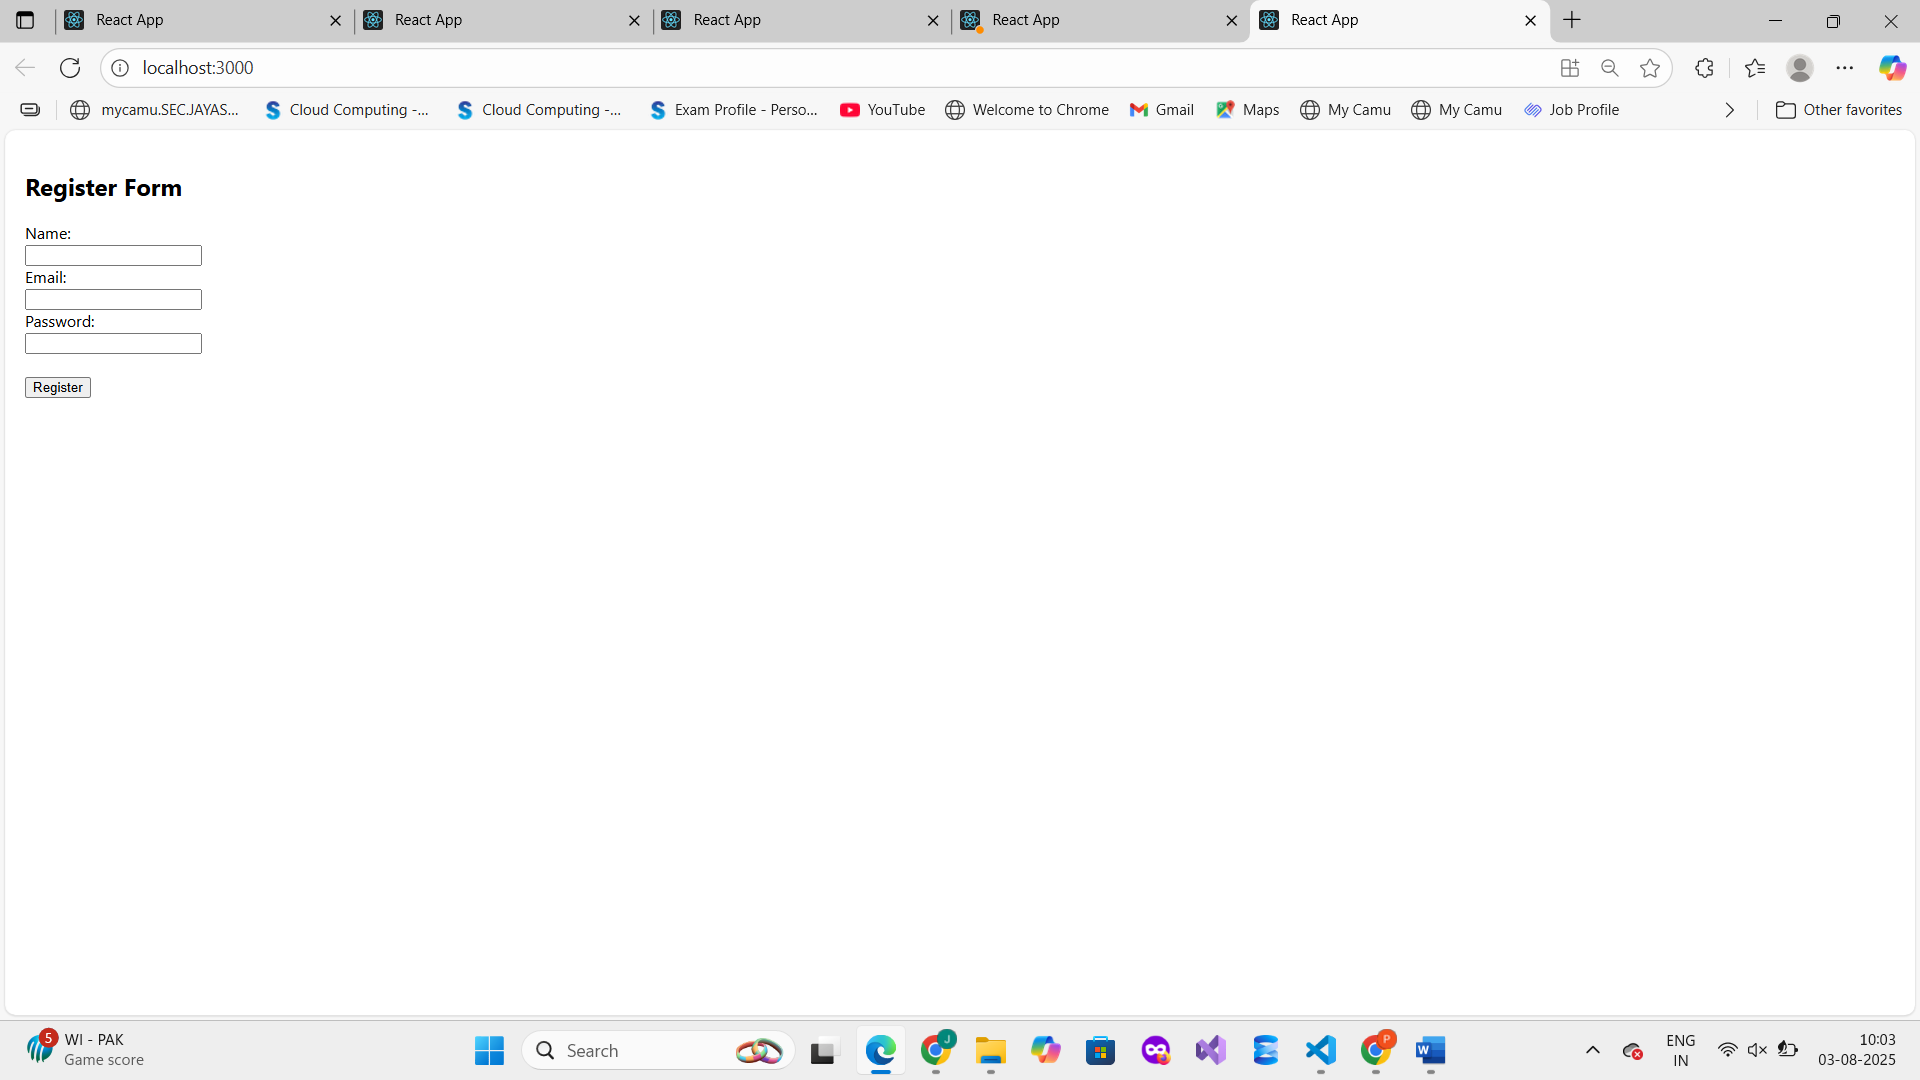 React App
React App
React App
React App
React App
localhost:3000
mycamu.SEC.JAYAS...
Cloud Computing -...
Cloud Computing -...
Exam Profile - Perso...
YouTube
Welcome to Chrome
Gmail
Maps
My Camu
My Camu
Job Profile
Other favorites
Register Form
Name:
Email:
Password:
Register
5
WI - PAK
Game score
Search
J
P
ENG
IN
10:03
03-08-2025